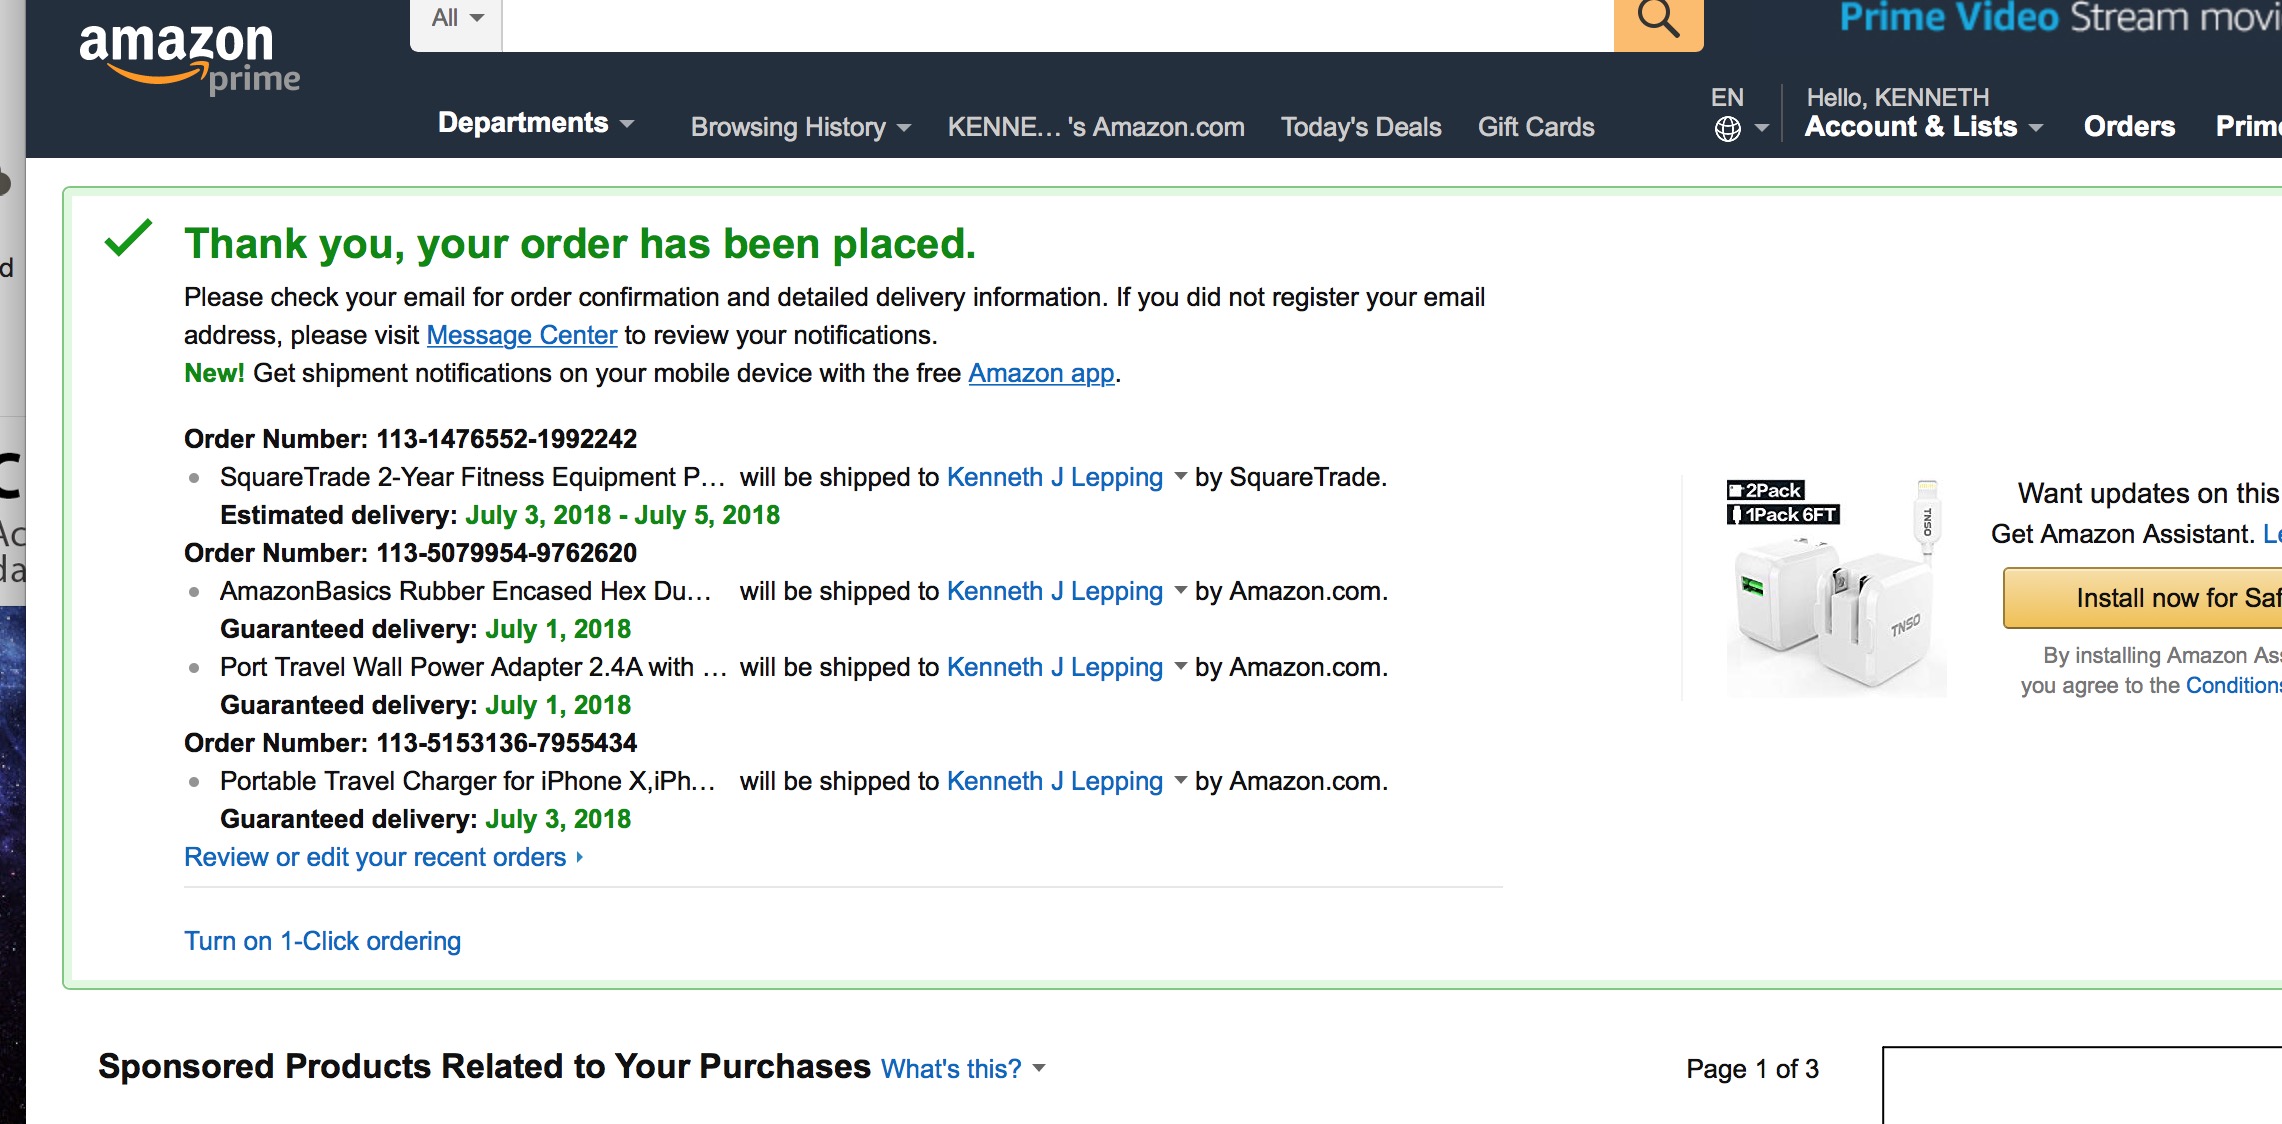 All
Prime Video Stream movi
amazon
prime
EN
Hello, KENNETH
Departments
Browsing History
KENNE... 's Amazon.com
Today's Deals
Gift Cards
Account & Lists
Orders
Prime
Thank you, your order has been placed.
Please check your email for order confirmation and detailed delivery information. If you did not register your email
address, please visit Message Center to review your notifications.
New! Get shipment notifications on your mobile device with the free Amazon app.
Order Number: 113-1476552-1992242
SquareTrade 2-Year Fitness Equipment P... will be shipped to Kenneth J Lepping by SquareTrade.
Estimated delivery: July 3, 2018 - July 5, 2018
Order Number: 113-5079954-9762620
AmazonBasics Rubber Encased Hex Du... will be shipped to Kenneth J Lepping by Amazon.com.
Guaranteed delivery: July 1, 2018
Port Travel Wall Power Adapter 2.4A with ... will be shipped to Kenneth J Lepping by Amazon.com.
Guaranteed delivery: July 1, 2018
Order Number: 113-5153136-7955434
Portable Travel Charger for iPhone X,iPh... will be shipped to Kenneth J Lepping by Amazon.com.
Guaranteed delivery: July 3, 2018
Review or edit your recent orders
Turn on 1-Click ordering
2Pack
1Pack 6FT
TNSO
TNSO
Want updates on this
Get Amazon Assistant. Le
Install now for Saf
By installing Amazon Ass
you agree to the Conditions
Sponsored Products Related to Your Purchases What's this?
Page 1 of 3
d
C
Ac
da